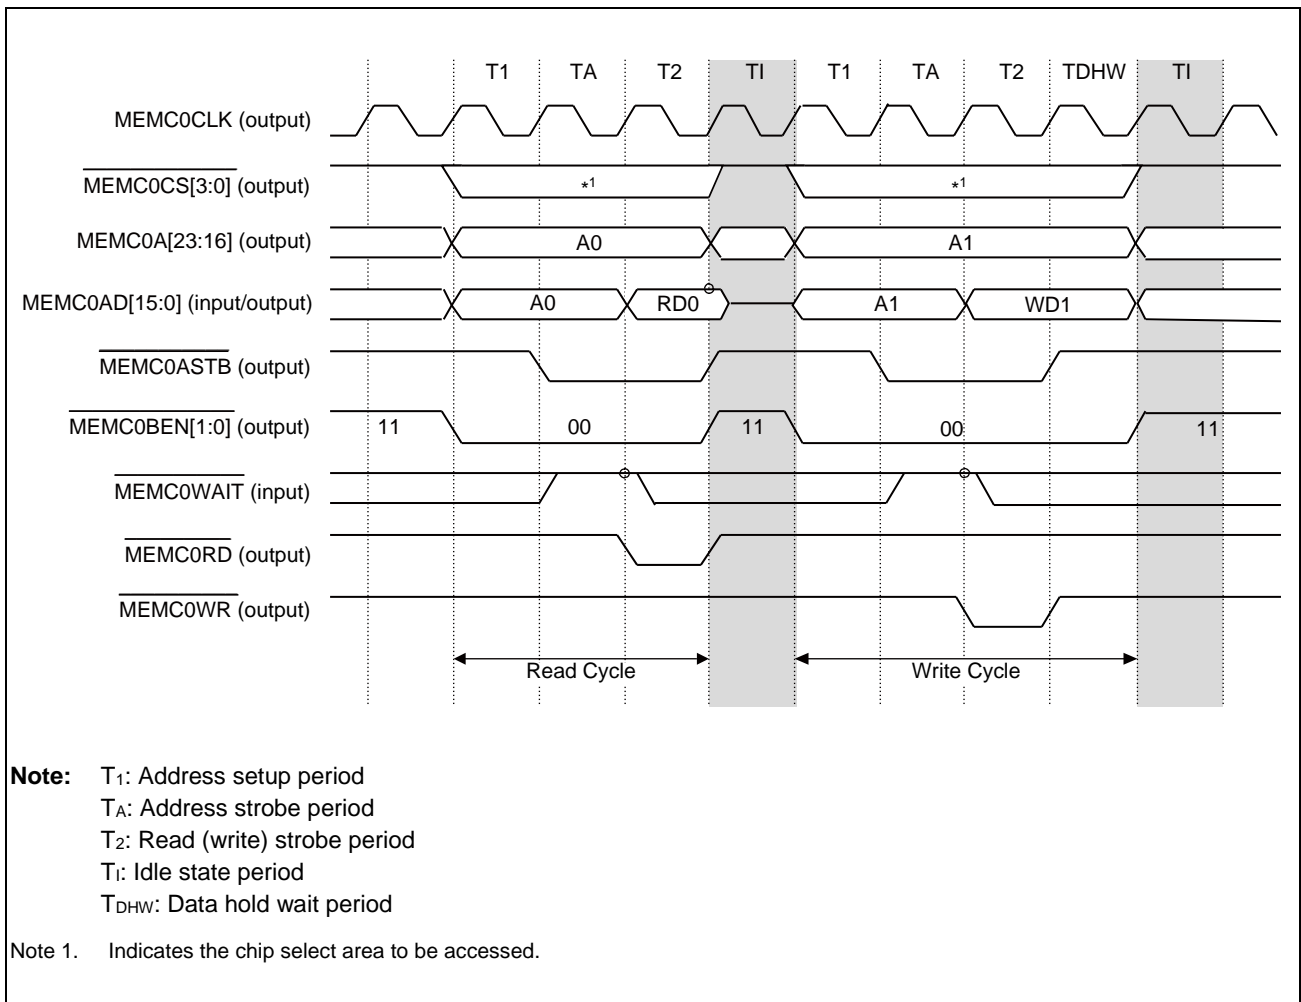 T1 TA T2 TI T1 TA T2 TDHW TI
MEMC0CLK (output)
MEMC0CS[3:0] (output) *1 *1
MEMC0A[23:16] (output) A0 A1
MEMC0AD[15:0] (input/output) A0 RD0 A1 WD1
MEMC0ASTB (output)
MEMC0BEN[1:0] (output) 11 00 11 00 11
MEMC0WAIT (input)
MEMC0RD (output)
MEMC0WR (output)
Read Cycle Write Cycle
Note: T1: Address setup period
TA: Address strobe period
T2: Read (write) strobe period
TI: Idle state period
TDHW: Data hold wait period
Note 1. Indicates the chip select area to be accessed.